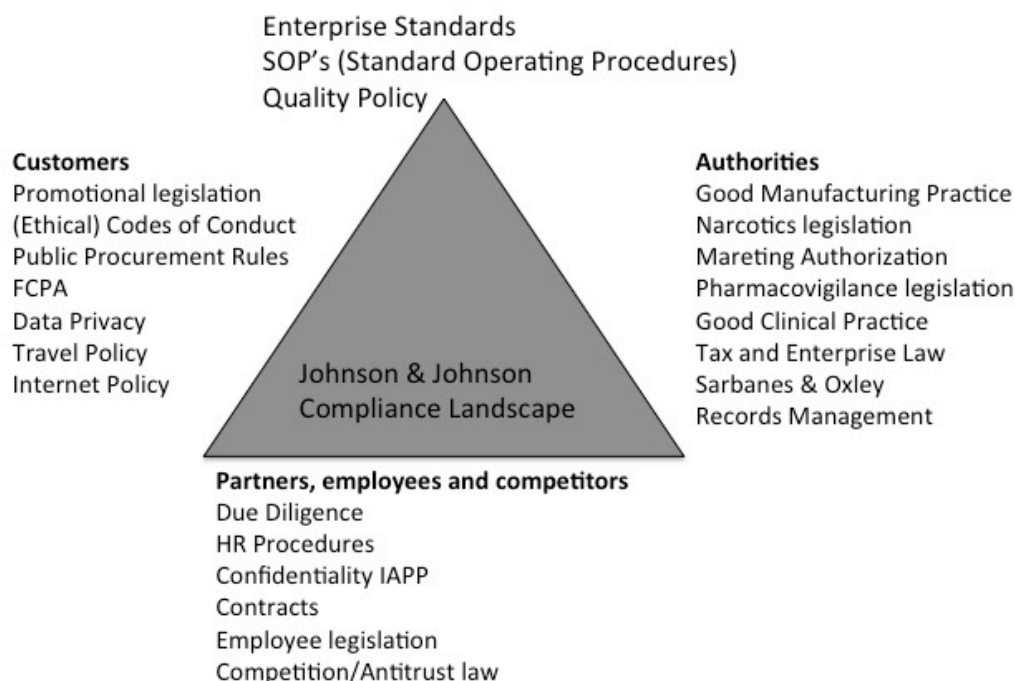 Enterprise Standards
SOP's (Standard Operating Procedures)
Quality Policy
Customers
Promotional legislation
(Ethical) Codes of Conduct
Public Procurement Rules
FCPA
Data Privacy
Travel Policy
Internet Policy
Authorities
Good Manufacturing Practice
Narcotics legislation
Mareting Authorization
Pharmacovigilance legislation
Good Clinical Practice
Tax and Enterprise Law
Sarbanes & Oxley
Records Management
Johnson & Johnson
Compliance Landscape
Partners, employees and competitors
Due Diligence
HR Procedures
Confidentiality IAPP
Contracts
Employee legislation
Competition/Antitrust law